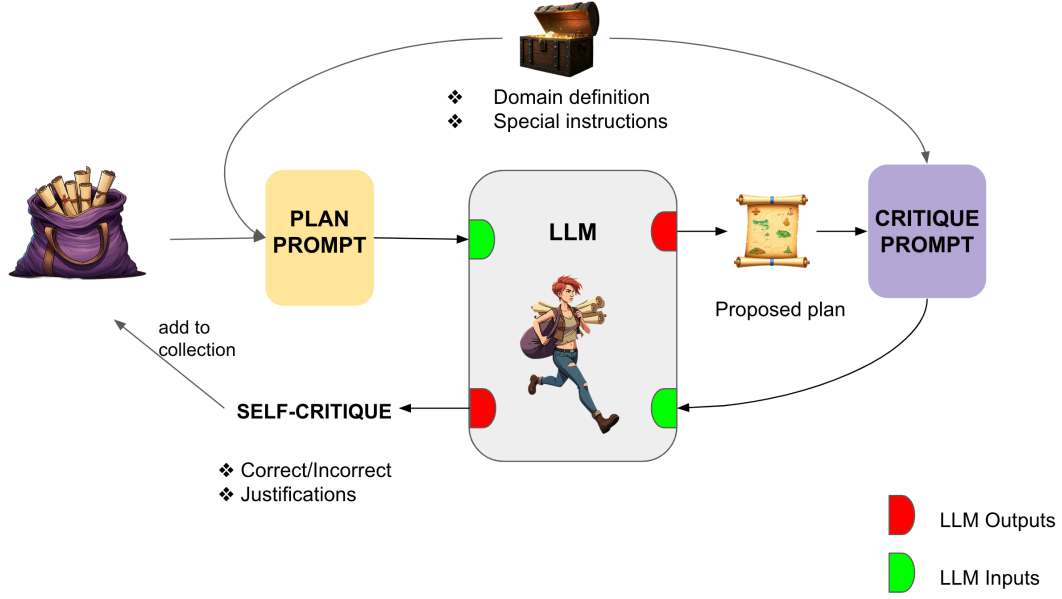 ❖ Domain definition
❖ Special instructions
PLAN
PROMPT
LLM
CRITIQUE
PROMPT
Proposed plan
add to
collection
SELF-CRITIQUE
❖ Correct/Incorrect
❖ Justifications
LLM Outputs
LLM Inputs